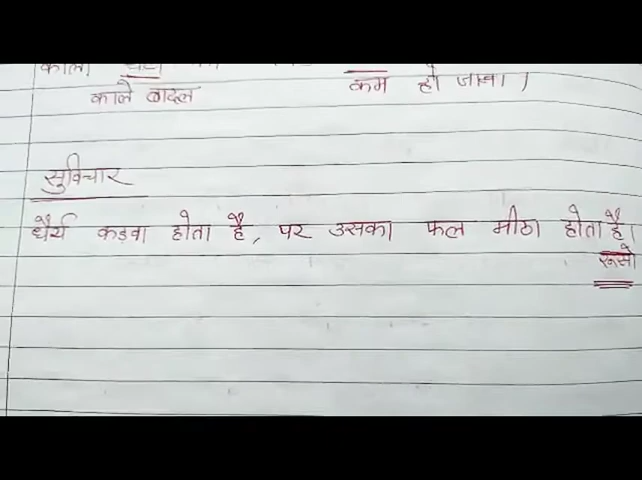 काला
काले बादल कम हो जाना।
सुविचार
धैर्य कड़वा होता है, पर उसका फल मीठा होता है।
रूसो